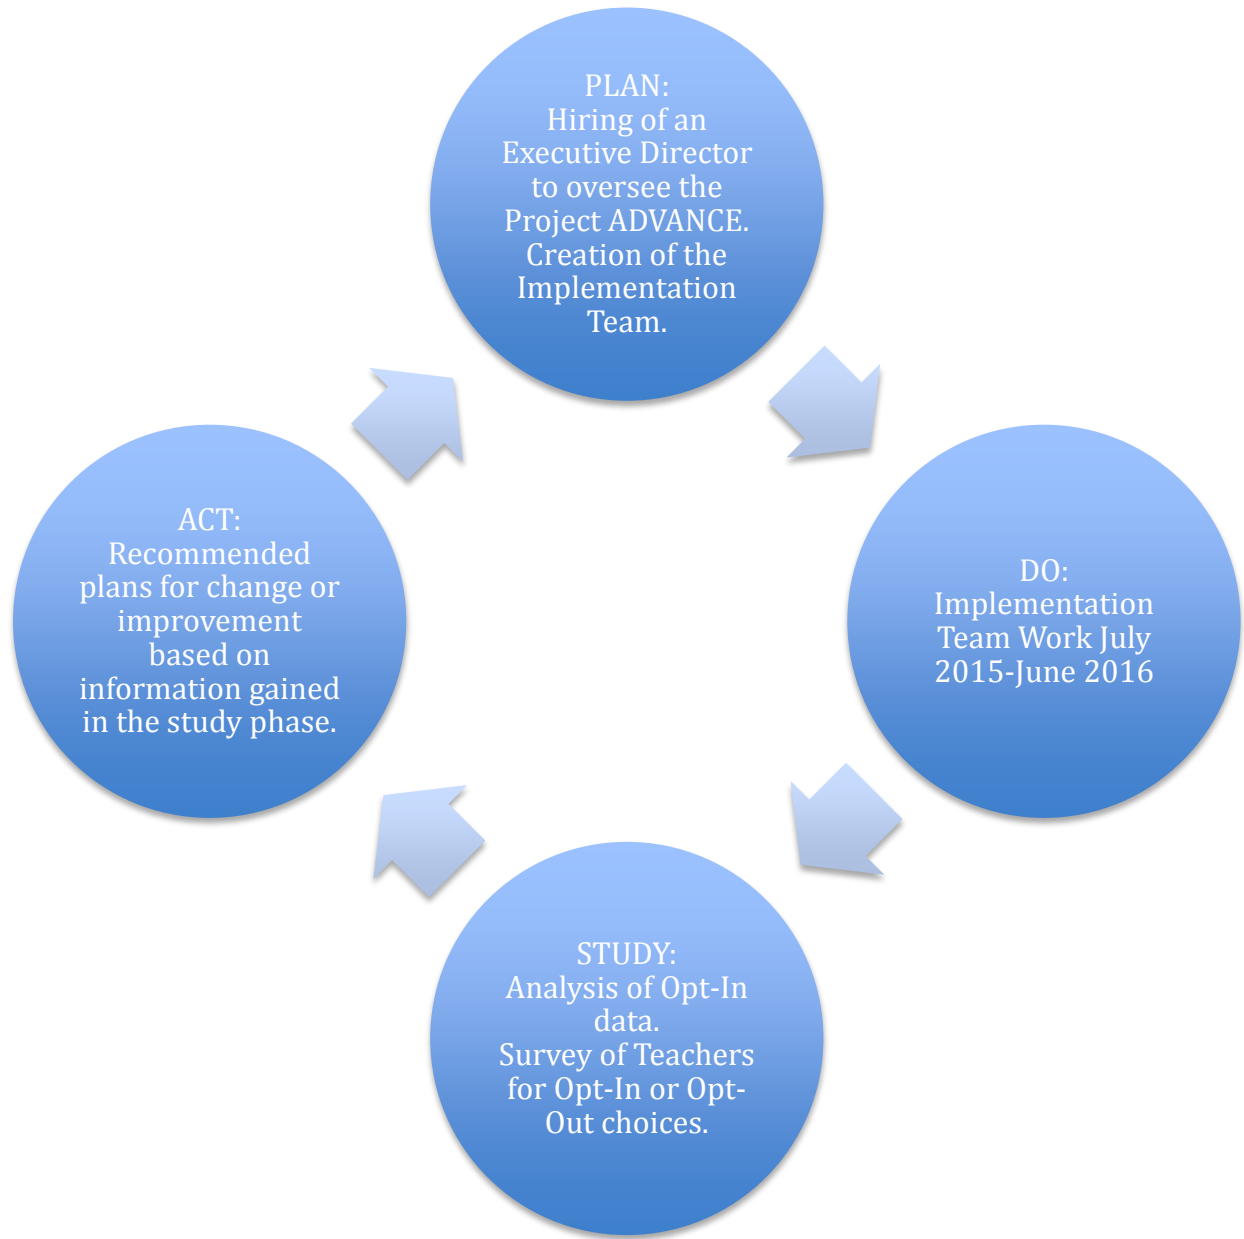 PLAN:
Hiring of an
Executive Director
to oversee the
Project ADVANCE.
Creation of the
Implementation
Team.
DO:
Implementation
Team Work July
2015-June 2016
STUDY:
Analysis of Opt-In
data.
Survey of Teachers
for Opt-In or Opt-
Out choices.
ACT:
Recommended
plans for change or
improvement
based on
information gained
in the study phase.